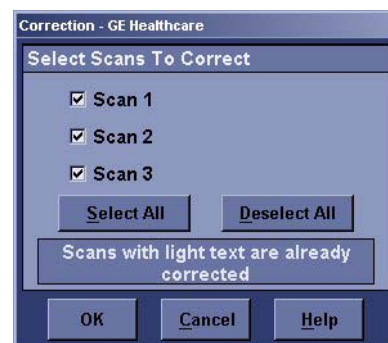 Correction - GE Healthcare
Select Scans To Correct
Scan 1
Scan 2
Scan 3
Select All Deselect All
Scans with light text are already
corrected
OK Cancel Help